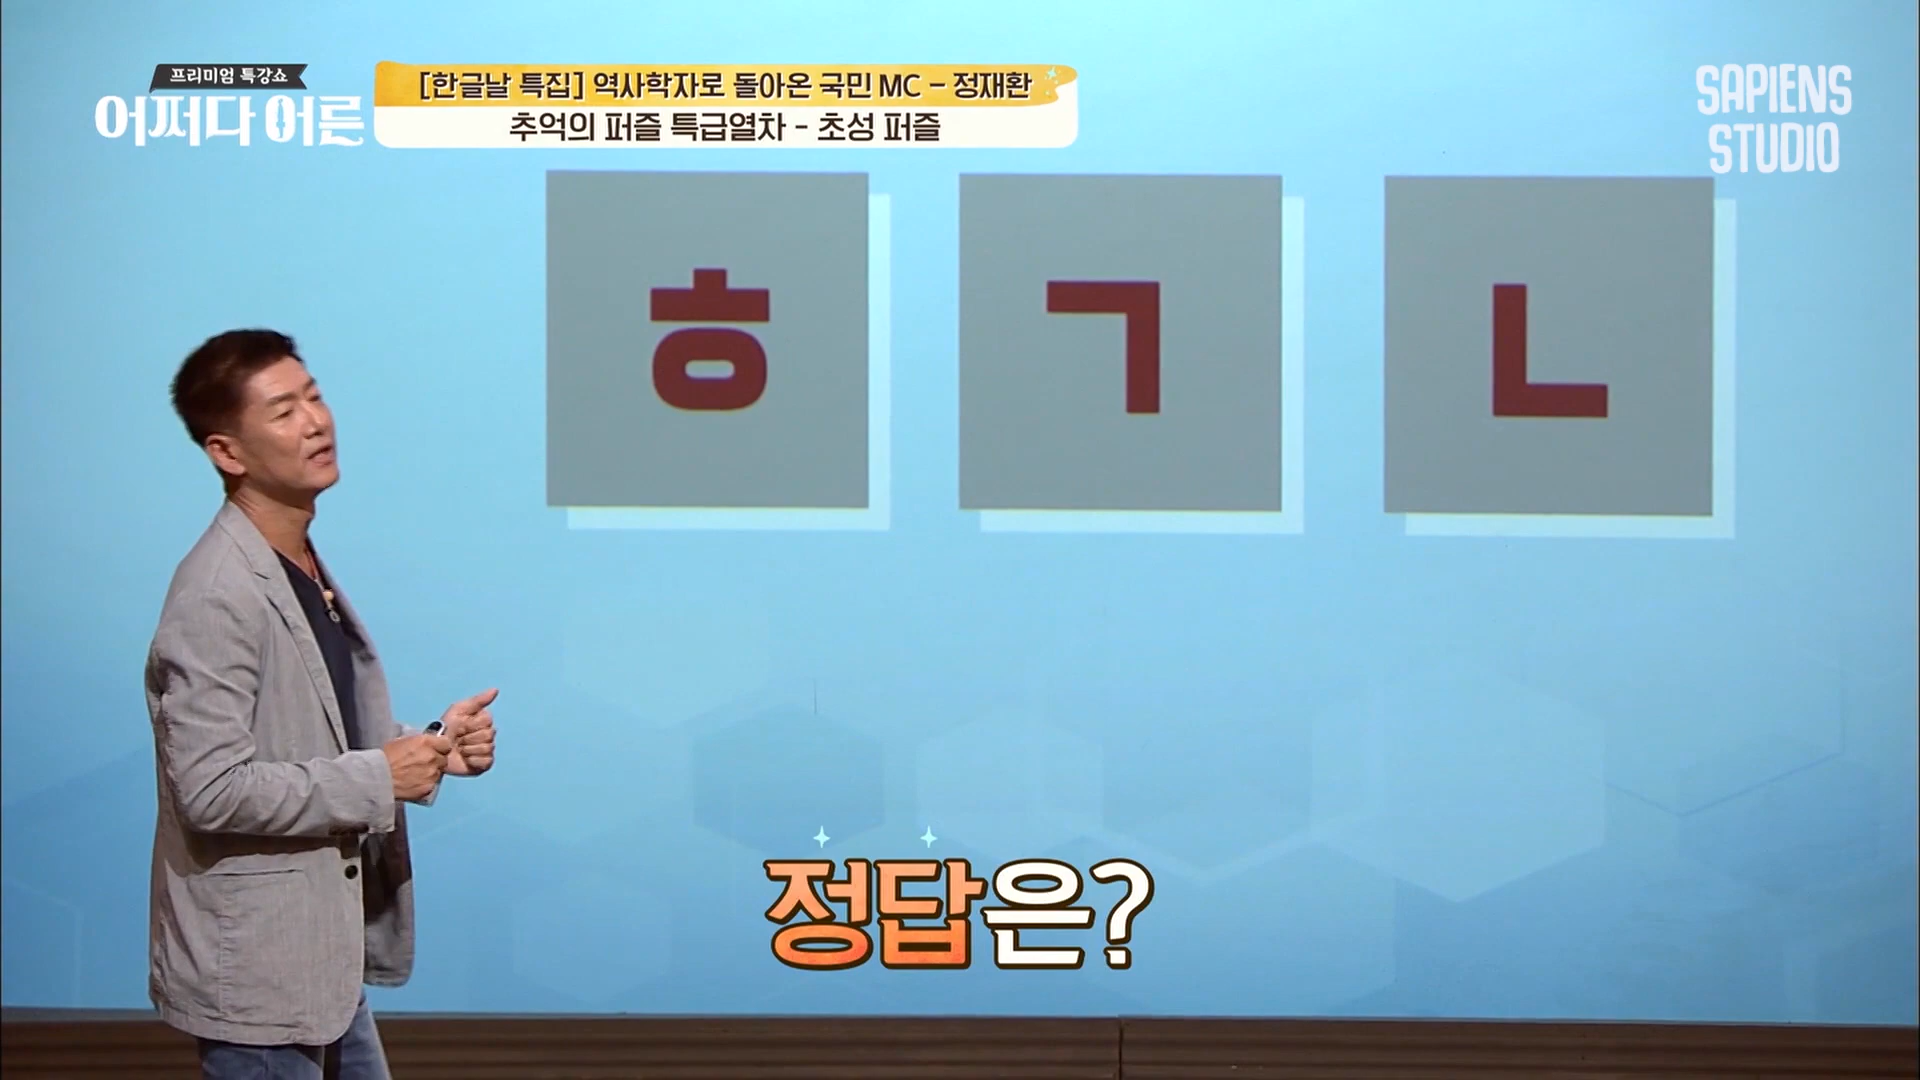 프리미엄 특강쇼
어쩌다 어른
[한글날 특집] 역사학자로 돌아온 국민 MC - 정재환
추억의 퍼즐 특급열차 - 초성 퍼즐
SAPIENS
STUDIO
ㅎ ㄱ ㄴ
정답은?